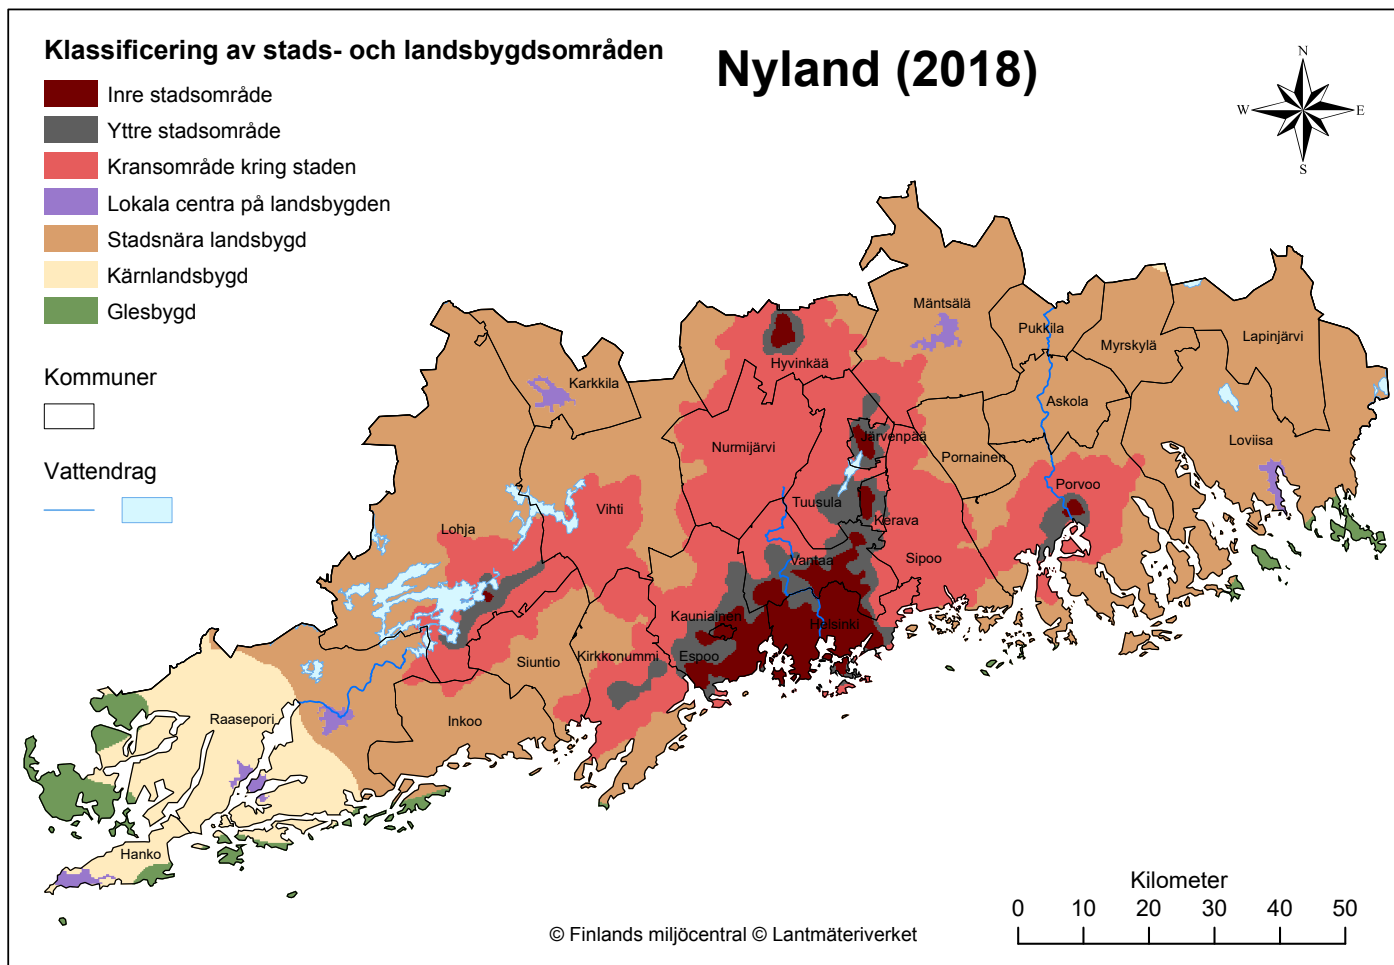 Klassificering av stads- och landsbygdsområden
Nyland (2018)
Inre stadsområde
Yttre stadsområde
Kransområde kring staden
Lokala centra på landsbygden
Stadsnära landsbygd
Kärnlandsbygd
Glesbygd
Kommuner
Vattendrag
N
W
E
S
Mäntsälä
Pukkila
Myrskylä
Lapinjärvi
Hyvinkää
Karkkila
Askola
Järvenpää
Loviisa
Nurmijärvi
Pornainen
Porvoo
Tuusula
Vihti
Kerava
Lohja
Sipoo
Vantaa
Kauniainen
Helsinki
Siuntio
Kirkkonummi
Espoo
Raasepori
Inkoo
Hanko
Kilometer
0 10 20 30 40 50
© Finlands miljöcentral © Lantmäteriverket